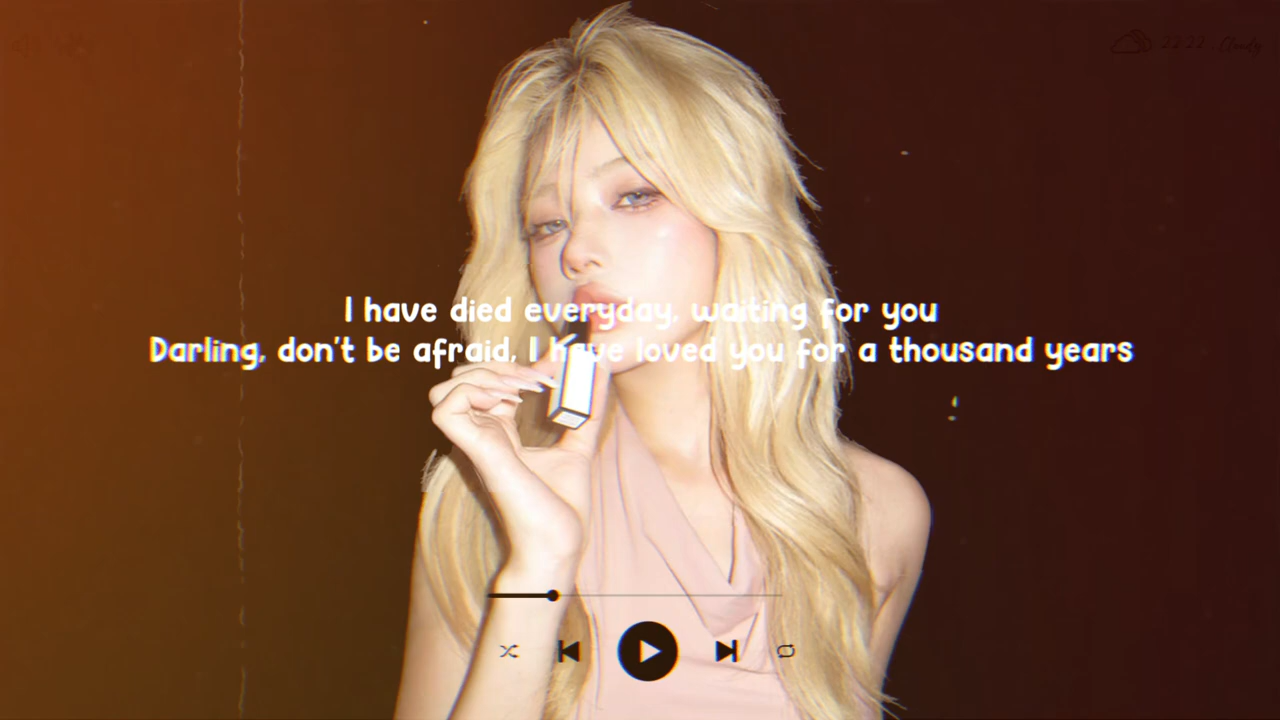 I have died everyday, waiting for you
Darling, don't be afraid, I have loved you for a thousand years